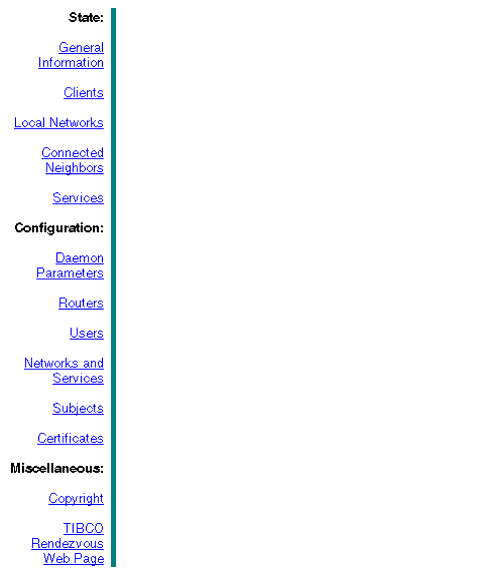 State:
General
Information
Clients
Local Networks
Connected
Neighbors
Services
Configuration:
Daemon
Parameters
Routers
Users
Networks and
Services
Subjects
Certificates
Miscellaneous:
Copyright
TIBCO
Rendezvous
Web Page